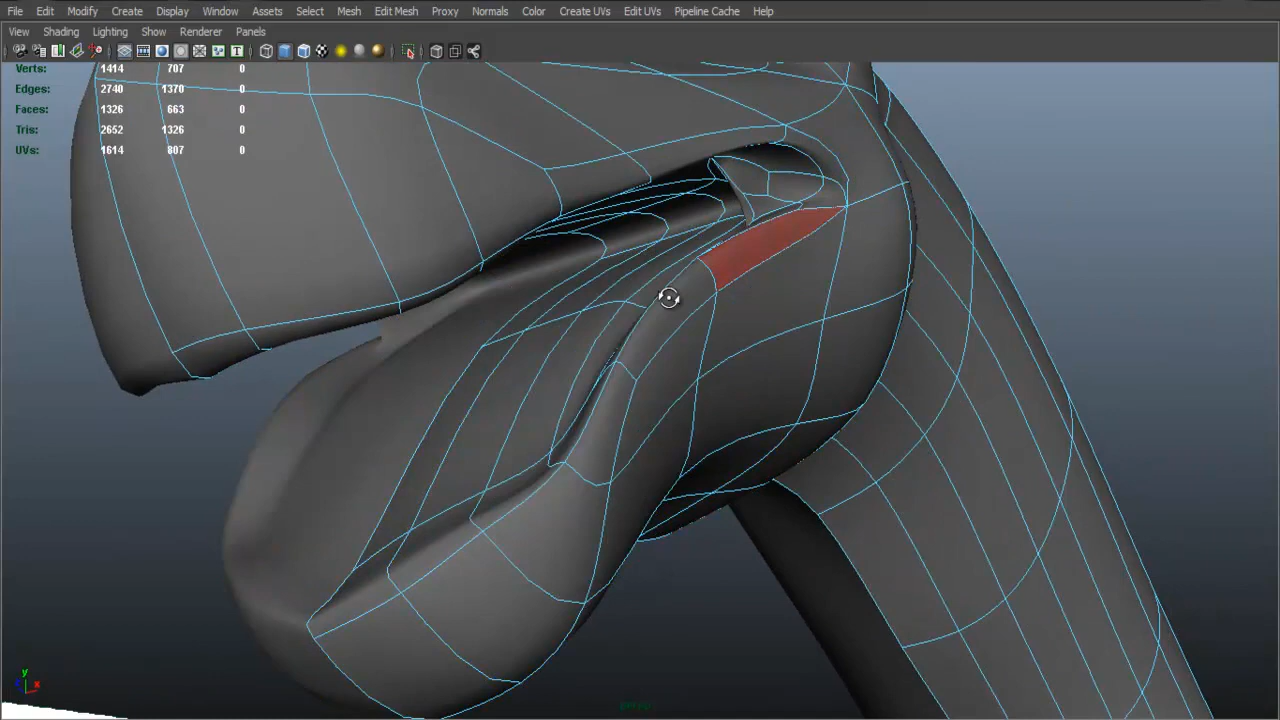 File Edit Modify Create Display Window Assets Select Mesh Edit Mesh Proxy Normals Color Create UVs Edit UVs Pipeline Cache Help
View Shading Lighting Show Renderer Panels
Verts: 1414 707 0
Edges: 2740 1370 0
Faces: 1326 663 0
Tris: 2652 1326 0
UVs: 1614 807 0
y
x